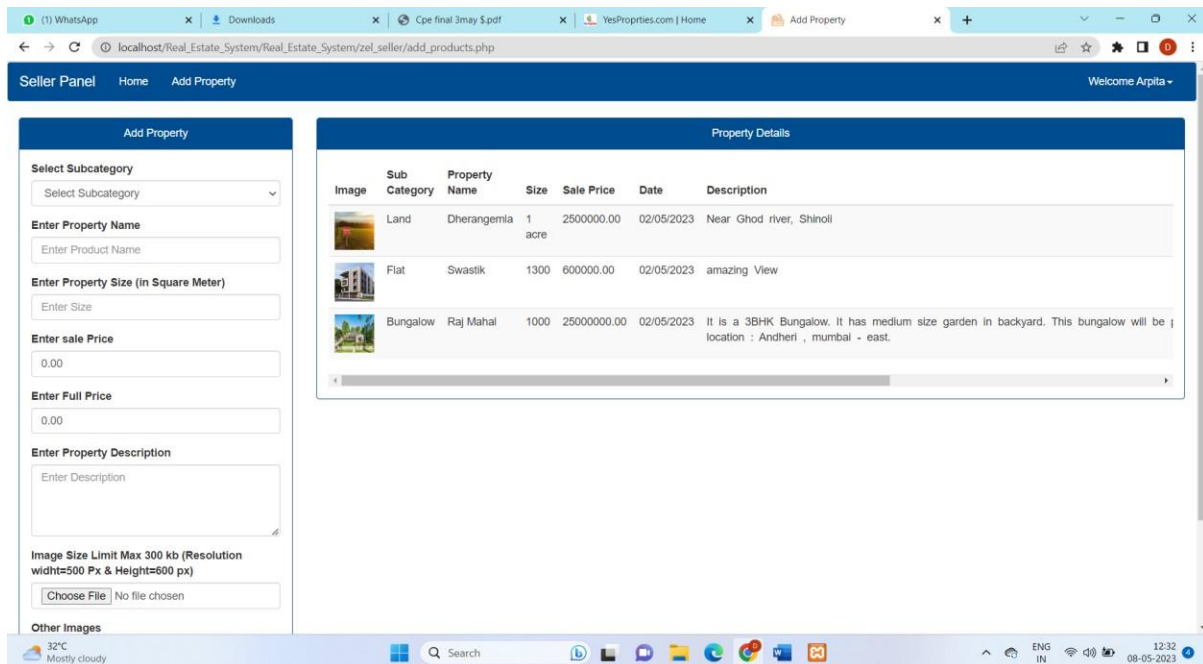 (1) WhatsApp
Downloads
Cpe final 3may $.pdf
YesProprties.com | Home
Add Property
localhost/Real_Estate_System/Real_Estate_System/zel_seller/add_products.php
D
Seller Panel Home Add Property Welcome Arpita
Add Property
Select Subcategory
Select Subcategory
Enter Property Name
Enter Product Name
Enter Property Size (in Square Meter)
Enter Size
Enter sale Price
0.00
Enter Full Price
0.00
Enter Property Description
Enter Description
Image Size Limit Max 300 kb (Resolution
widht=500 Px & Height=600 px)
Choose File No file chosen
Other Images
Property Details
Image Sub Category Property Name Size Sale Price Date Description
Land Dherangemla 1 acre 2500000.00 02/05/2023 Near Ghod river, Shinoli
Flat Swastik 1300 600000.00 02/05/2023 amazing View
Bungalow Raj Mahal 1000 25000000.00 02/05/2023 It is a 3BHK Bungalow. It has medium size garden in backyard. This bungalow will be
location : Andheri , mumbai - east.
32°C
Mostly cloudy
Search
ENG
IN
12:32
08-05-2023
4